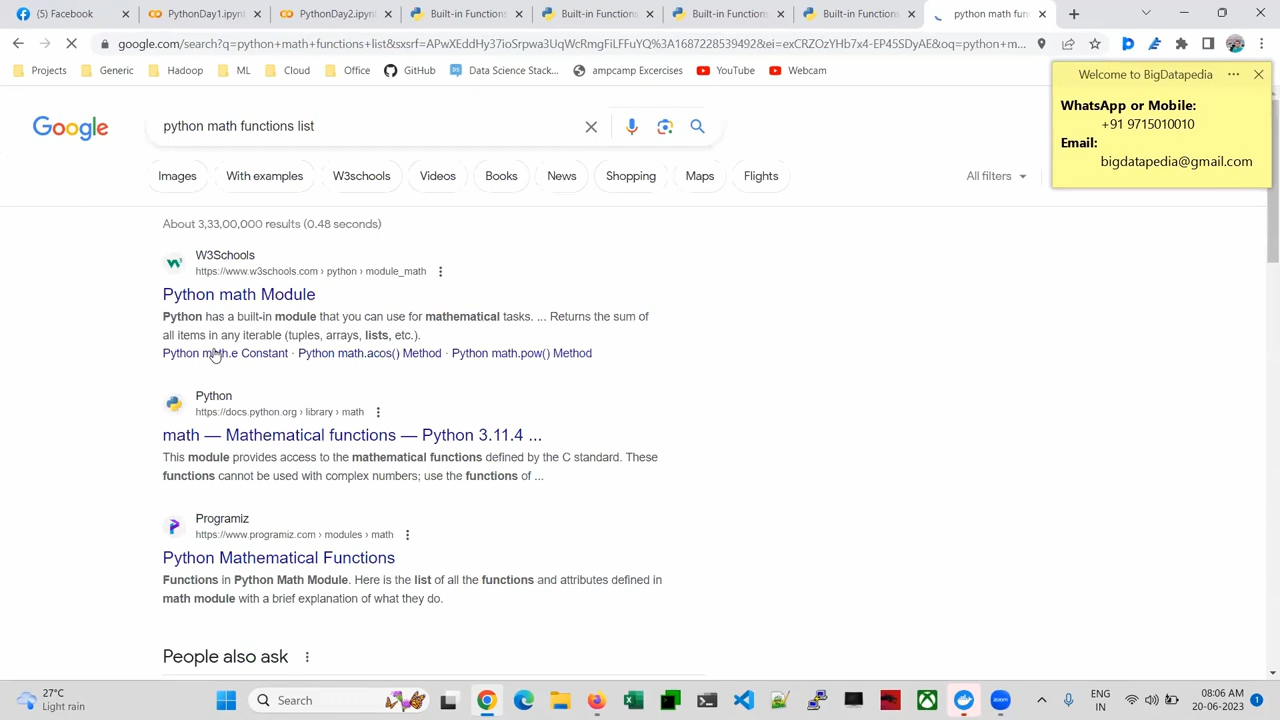 (3) Facebook
PythonDay1.ipynb
PythonDay2.ipynb
Built-in Functions
Built-in Functions
Built-in Functions
Built-in Functions
python math fun
google.com/search?q=python+math+functions+list&sxsrf=APwXEddHy37ioSrpwa3UqWcRmgFiLFFuYQ%3A1687228539492&ei=exCRZOzYHb7x4-EP45SDyAE&oq=python+m...
Projects
Generic
Hadoop
ML
Cloud
Office
GitHub
Data Science Stack...
ampcamp Excercises
YouTube
Webcam
Welcome to BigDatapedia
WhatsApp or Mobile:
+91 9715010010
Email:
bigdatapedia@gmail.com
Google
python math functions list
Images
With examples
W3schools
Videos
Books
News
Shopping
Maps
Flights
All filters
About 3,33,00,000 results (0.48 seconds)
W3Schools
https://www.w3schools.com › python › module_math
Python math Module
Python has a built-in module that you can use for mathematical tasks. ... Returns the sum of
all items in any iterable (tuples, arrays, lists, etc.).
Python math.e Constant · Python math.acos() Method · Python math.pow() Method
Python
https://docs.python.org › library › math
math — Mathematical functions — Python 3.11.4 ...
This module provides access to the mathematical functions defined by the C standard. These
functions cannot be used with complex numbers; use the functions of ...
Programiz
https://www.programiz.com › modules › math
Python Mathematical Functions
Functions in Python Math Module. Here is the list of all the functions and attributes defined in
math module with a brief explanation of what they do.
People also ask
27°C
Light rain
Search
ENG
IN
08:06 AM
20-06-2023
1